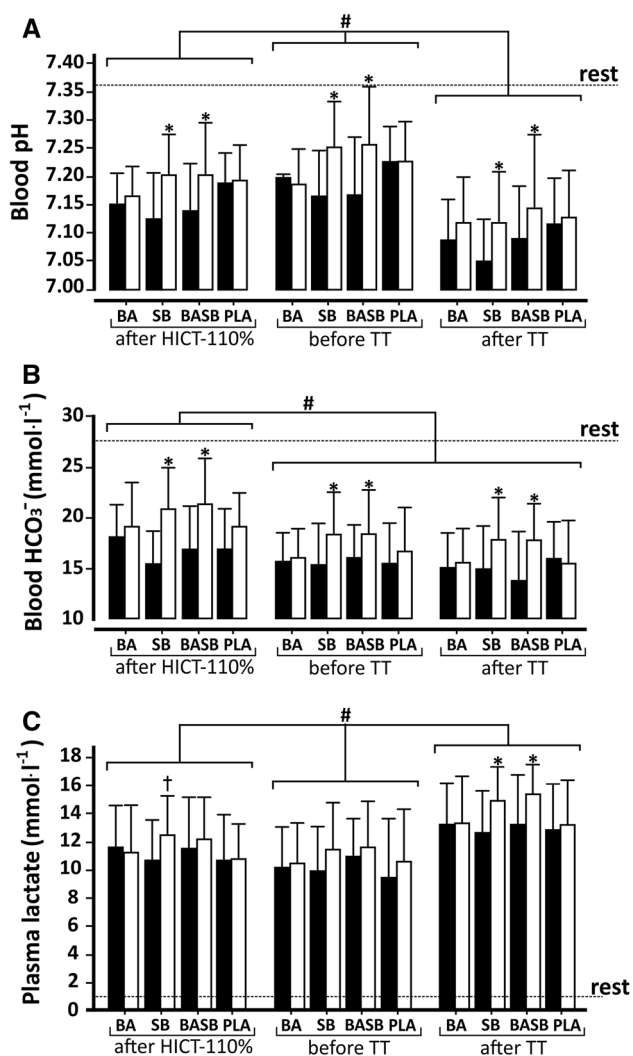 A
#
7.40
7.35
7.30
7.25
7.20
7.15
7.10
7.05
7.00
Blood pH
rest
* * * * * *
BA SB BASB PLA BA SB BASB PLA BA SB BASB PLA
after HICT-110% before TT after TT
B
#
30
25
20
15
10
Blood HCO₃⁻ (mmol·l⁻¹)
rest
* * * * * *
BA SB BASB PLA BA SB BASB PLA BA SB BASB PLA
after HICT-110% before TT after TT
C
#
18
16
14
12
10
8
6
4
2
0
Plasma lactate (mmol·l⁻¹)
† * *
rest
BA SB BASB PLA BA SB BASB PLA BA SB BASB PLA
after HICT-110% before TT after TT